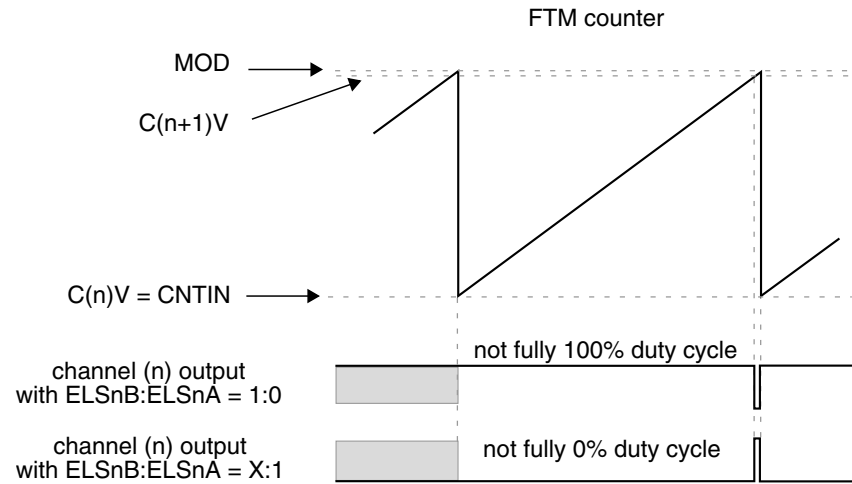 FTM counter
MOD
C(n+1)V
C(n)V = CNTIN
not fully 100% duty cycle
channel (n) output
with ELSnB:ELSnA = 1:0
channel (n) output
with ELSnB:ELSnA = X:1
not fully 0% duty cycle